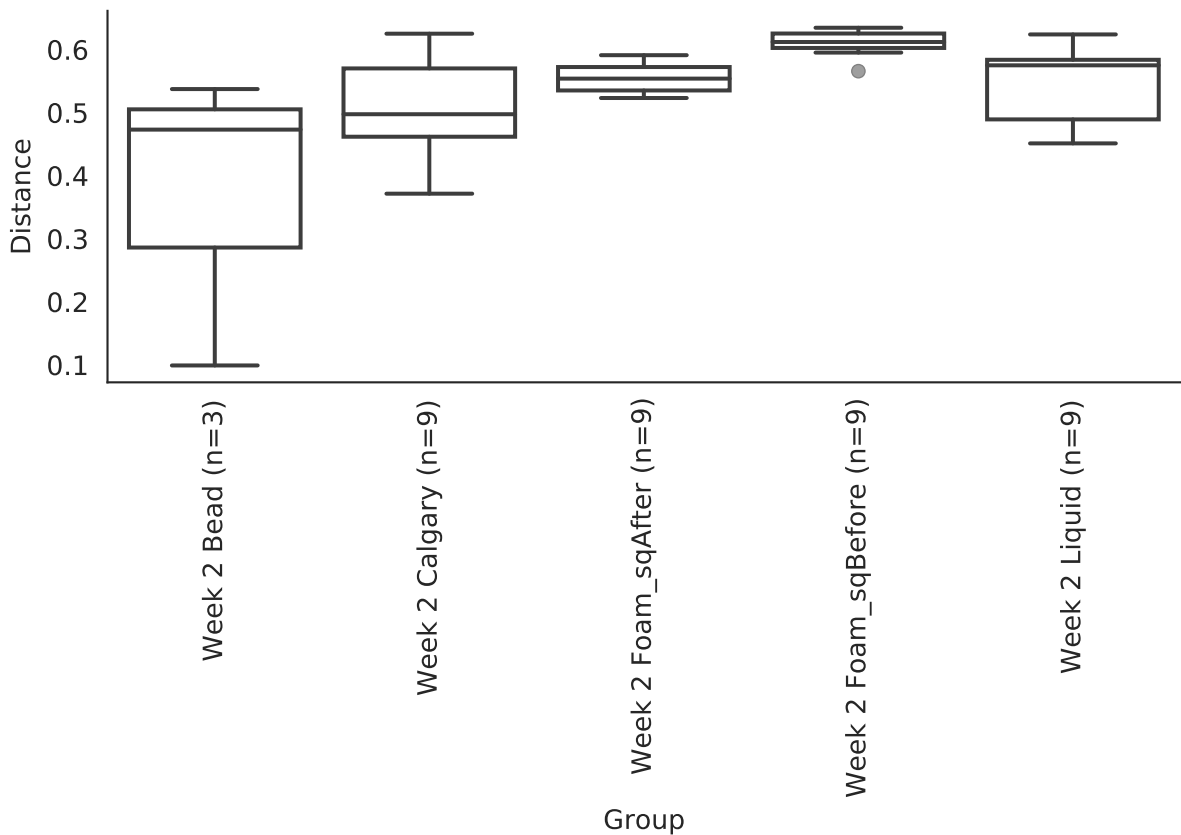 Distance
0.6
0.5
0.4
0.3
0.2
0.1
Week 2 Bead (n=3)
Week 2 Calgary (n=9)
Week 2 Foam_sqAfter (n=9)
Week 2 Foam_sqBefore (n=9)
Week 2 Liquid (n=9)
Group